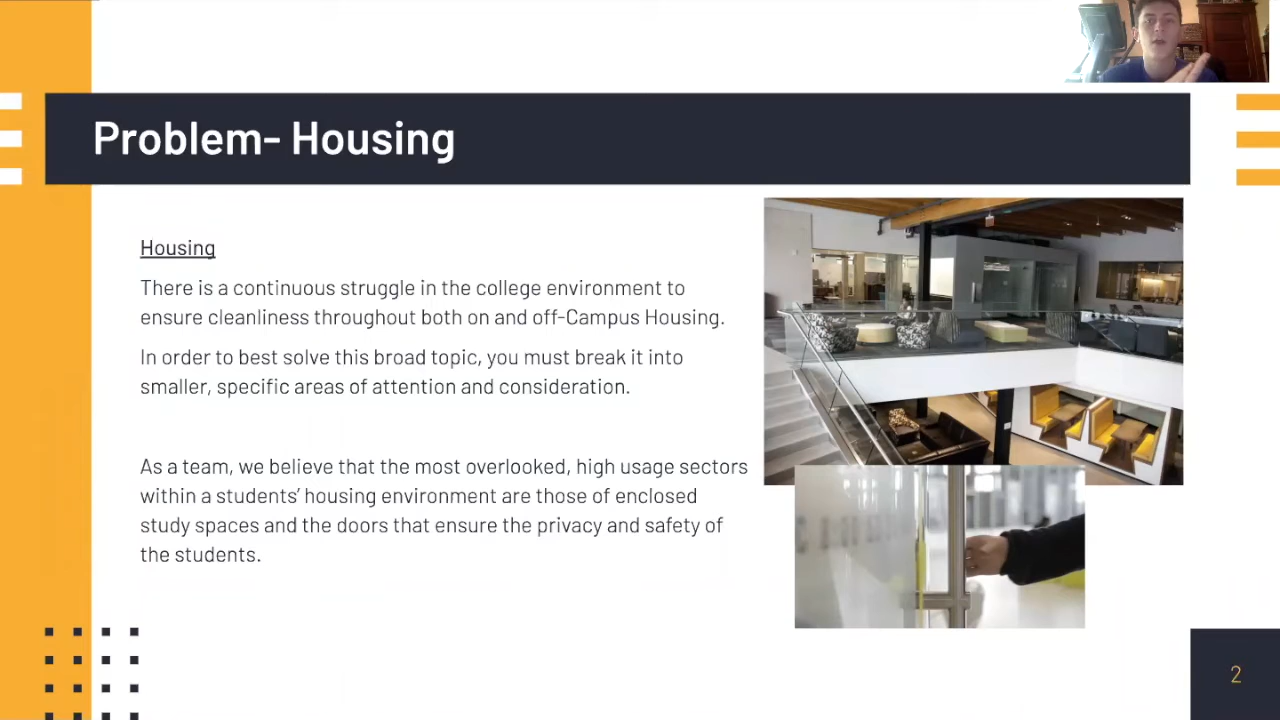 Problem- Housing
Housing
There is a continuous struggle in the college environment to
ensure cleanliness throughout both on and off-Campus Housing.
In order to best solve this broad topic, you must break it into
smaller, specific areas of attention and consideration.
As a team, we believe that the most overlooked, high usage sectors
within a students’ housing environment are those of enclosed
study spaces and the doors that ensure the privacy and safety of
the students.
2